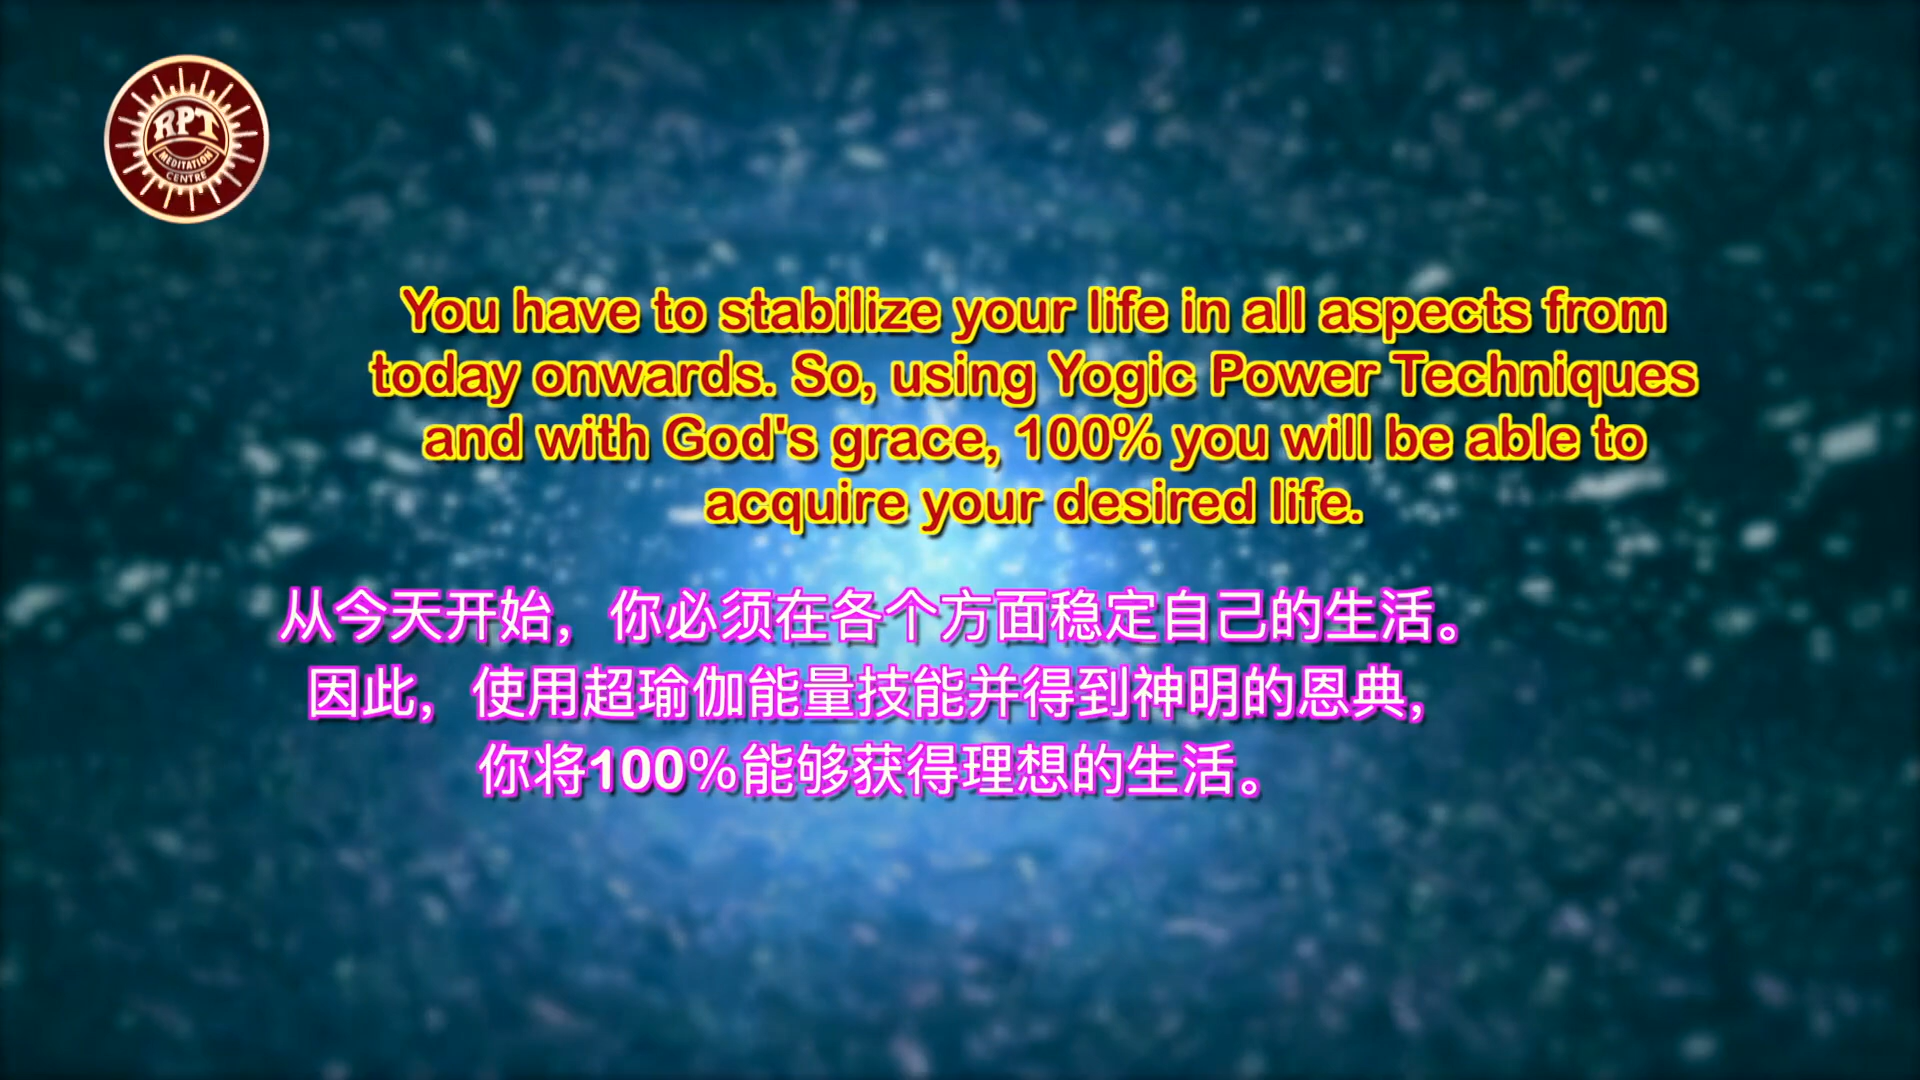 RPT
MEDITATION
CENTRE
You have to stabilize your life in all aspects from
today onwards. So, using Yogic Power Techniques
and with God's grace, 100% you will be able to
acquire your desired life.
从今天开始，你必须在各个方面稳定自己的生活。
因此，使用超瑜伽能量技能并得到神明的恩典，
你将100%能够获得理想的生活。